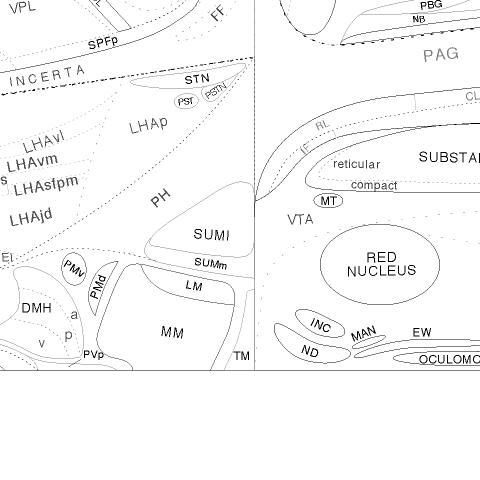 VPL
FF
PBG
NB
SPFp
PAG
INCERTA
STN
PST
PSTN
CL
RL
LHAp
IF
LHAvl
LHAvm
reticular
SUBSTA
s
LHAsfpm
compact
PH
MT
LHAjd
VTA
SUMl
EI
SUMm
PMv
RED
NUCLEUS
PMd
LM
DMH
a
INC
MM
MAN
EW
p
v
ND
PVp
TM
OCULOMO